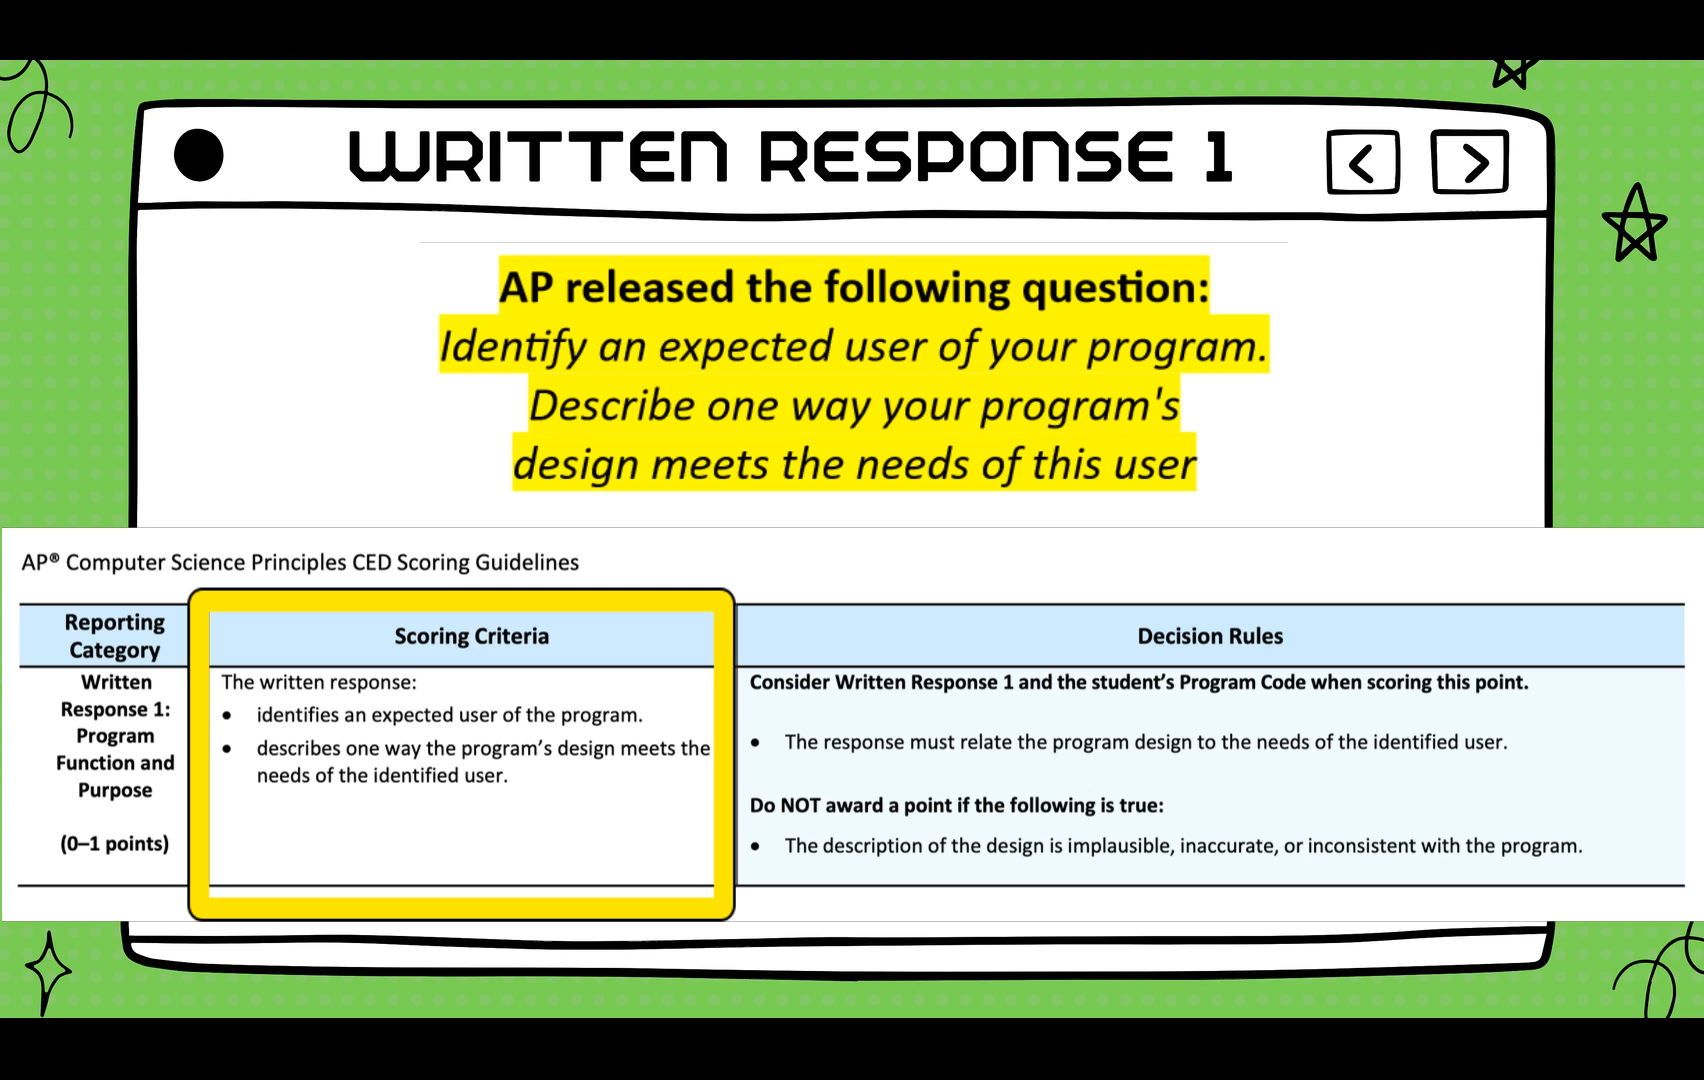 WRITTEN RESPONSE 1
AP released the following question:
Identify an expected user of your program.
Describe one way your program's
design meets the needs of this user
AP® Computer Science Principles CED Scoring Guidelines
Reporting
Category
Scoring Criteria
Decision Rules
Written
Response 1:
Program
Function and
Purpose
(0–1 points)
The written response:
• identifies an expected user of the program.
• describes one way the program’s design meets the
needs of the identified user.
Consider Written Response 1 and the student’s Program Code when scoring this point.
• The response must relate the program design to the needs of the identified user.
Do NOT award a point if the following is true:
• The description of the design is implausible, inaccurate, or inconsistent with the program.